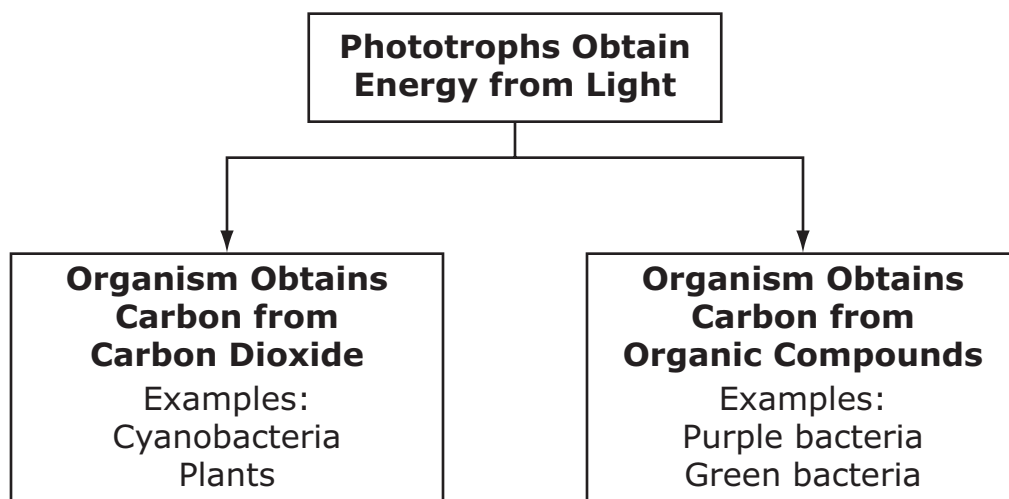 Phototrophs Obtain
Energy from Light
Organism Obtains
Carbon from
Carbon Dioxide
Examples:
Cyanobacteria
Plants
Organism Obtains
Carbon from
Organic Compounds
Examples:
Purple bacteria
Green bacteria